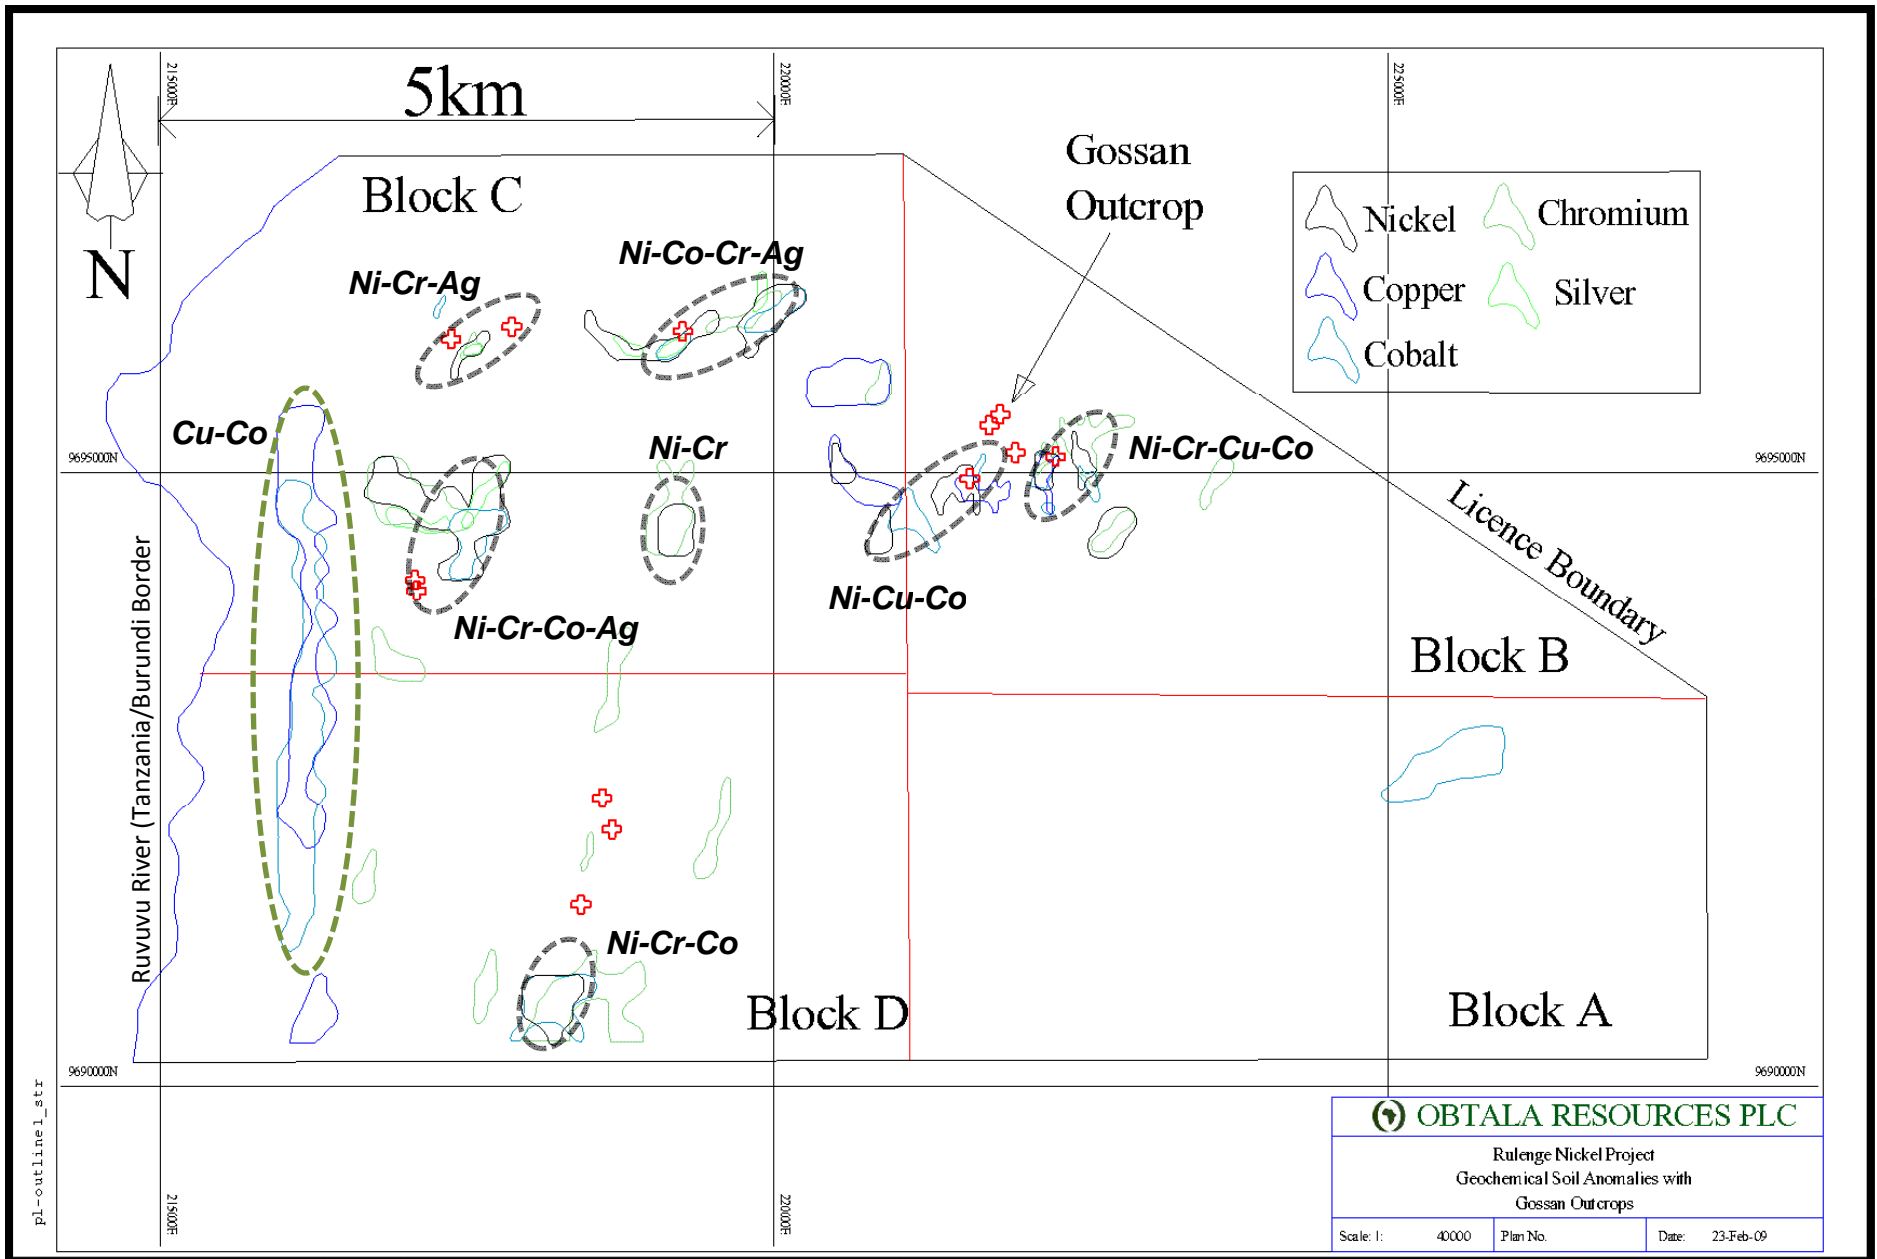 215000E
220000E
225000E
5km
N
Block C
Gossan
Outcrop
Nickel
Chromium
Copper
Silver
Cobalt
Ni-Cr-Ag
Ni-Co-Cr-Ag
Cu-Co
Ni-Cr
Ni-Cr-Cu-Co
9695000N
9695000N
Licence Boundary
Ni-Cu-Co
Ni-Cr-Co-Ag
Block B
Ruvuvu River (Tanzania/Burundi Border
Ni-Cr-Co
Block D
Block A
9690000N
9690000N
pl-outline1_str
215000E
220000E
OBTALA RESOURCES PLC
Rulenge Nickel Project
Geochemical Soil Anomalies with
Gossan Outcrops
Scale: 1: 40000 Plan No. Date: 23-Feb-09